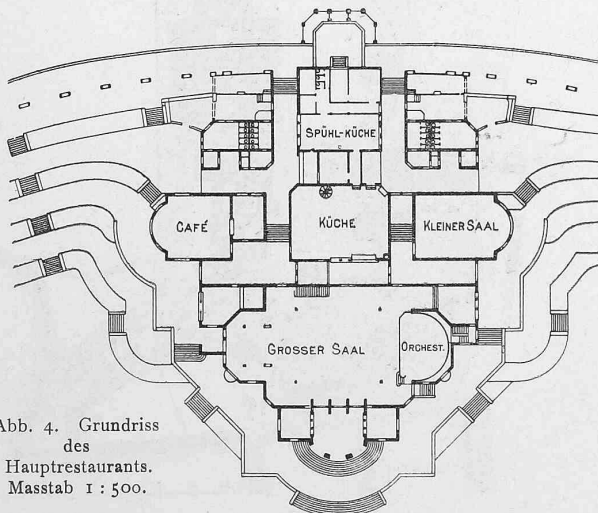 SPÜHL-KÜCHE
CAFÉ
KÜCHE
KLEINER SAAL
GROSSER SAAL
ORCHEST.
Abb. 4. Grundriss
des
Hauptrestaurants.
Masstab 1 : 500.